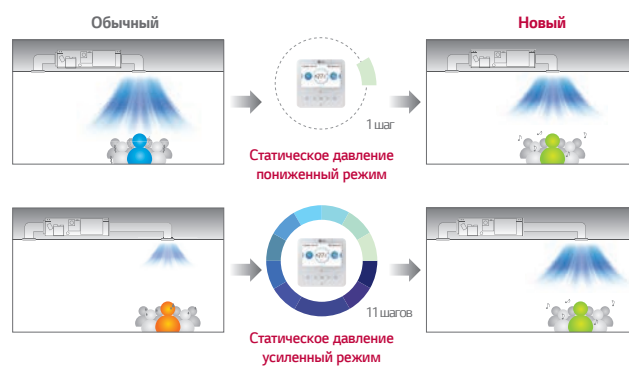 Обычный
Новый
1 шаг
Статическое давление
пониженный режим
11 шагов
Статическое давление
усиленный режим